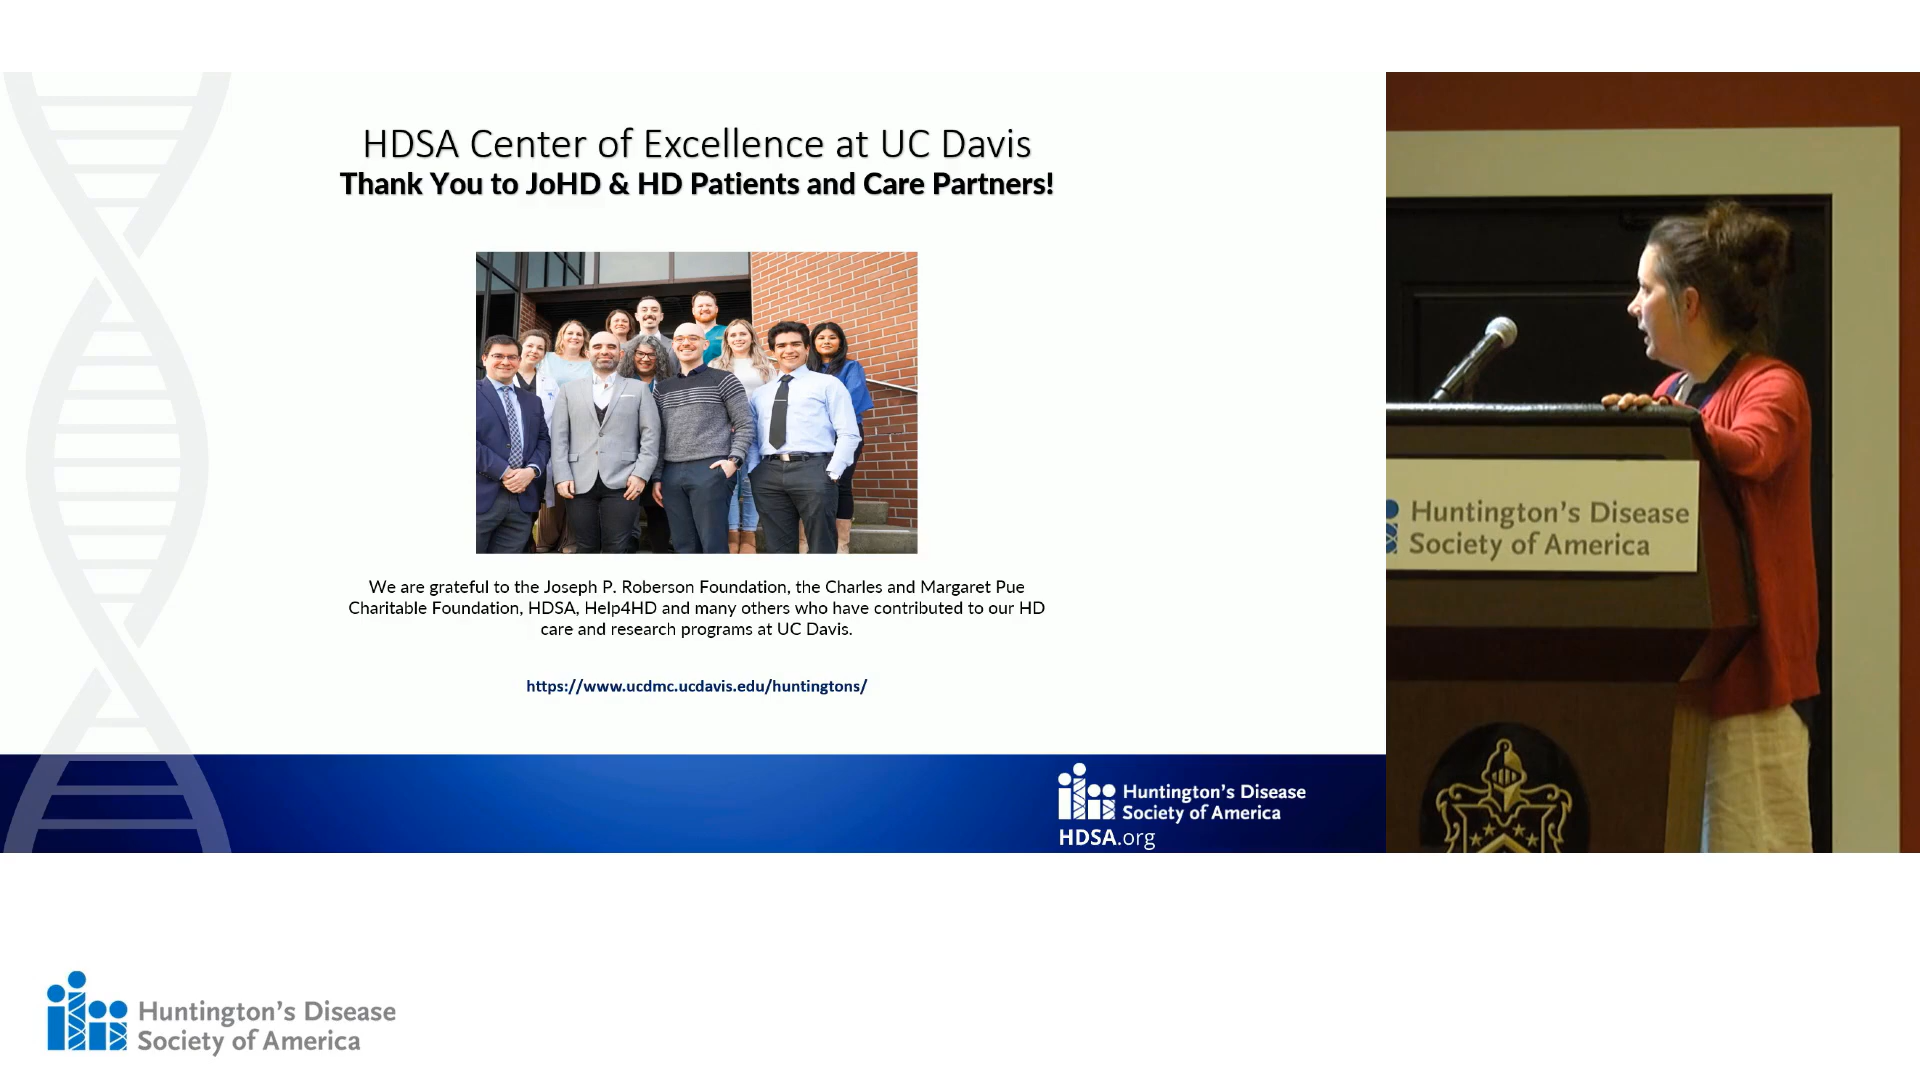 HDSA Center of Excellence at UC Davis
Thank You to JoHD & HD Patients and Care Partners!
We are grateful to the Joseph P. Roberson Foundation, the Charles and Margaret Pue
Charitable Foundation, HDSA, Help4HD and many others who have contributed to our HD
care and research programs at UC Davis.
https://www.ucdmc.ucdavis.edu/huntingtons/
Huntington's Disease
Society of America
HDSA.org
Huntington's Disease
Society of America
Huntington's Disease
Society of America